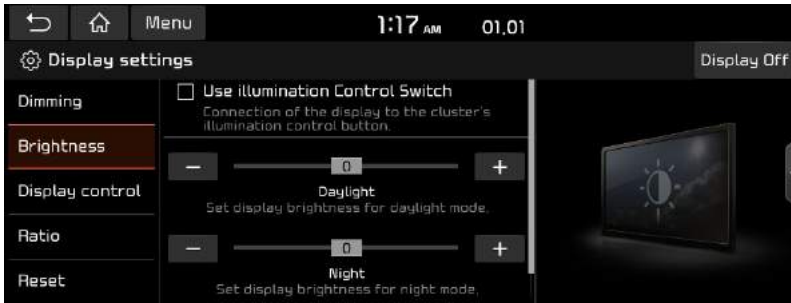 Menu 1:17 AM 01.01
Display settings Display Off
Dimming
Brightness
Display control
Ratio
Reset
Use illumination Control Switch
Connection of the display to the cluster's
illumination control button.
− 0 +
Daylight
Set display brightness for daylight mode.
− 0 +
Night
Set display brightness for night mode.